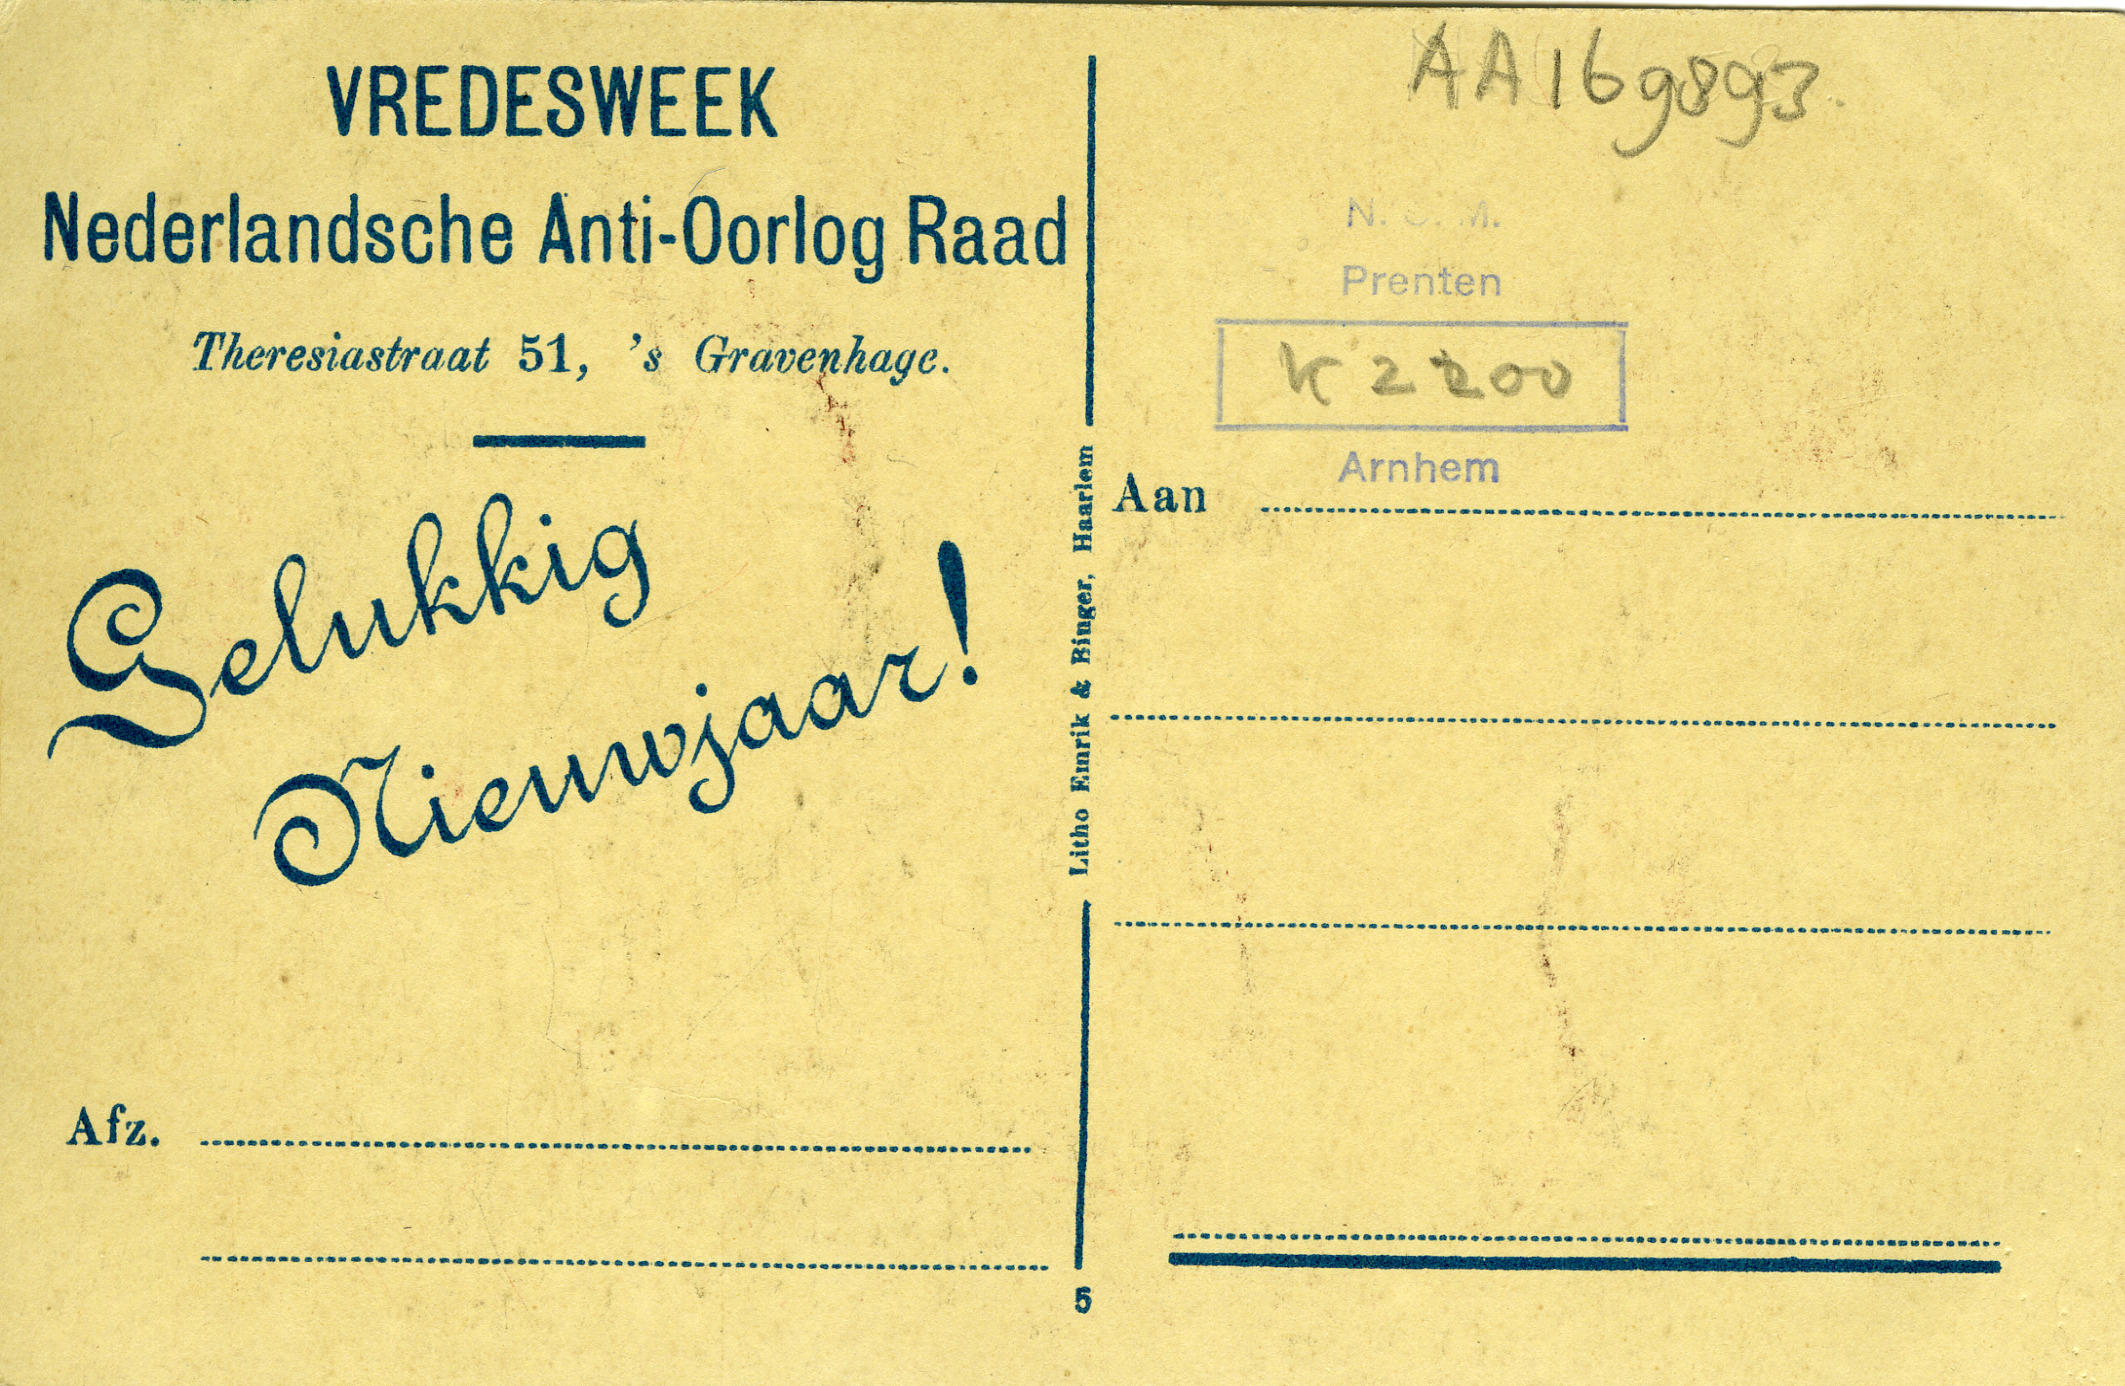 VREDESWEEK
Nederlandsche Anti-Oorlog Raad
Theresiastraat 51, 's Gravenhage.
Gelukkig
Nieuwjaar!
Afz.
Litho Emrik & Binger, Haarlem
5
AA169893.
N. O. M.
Prenten
K 2200
Arnhem
Aan